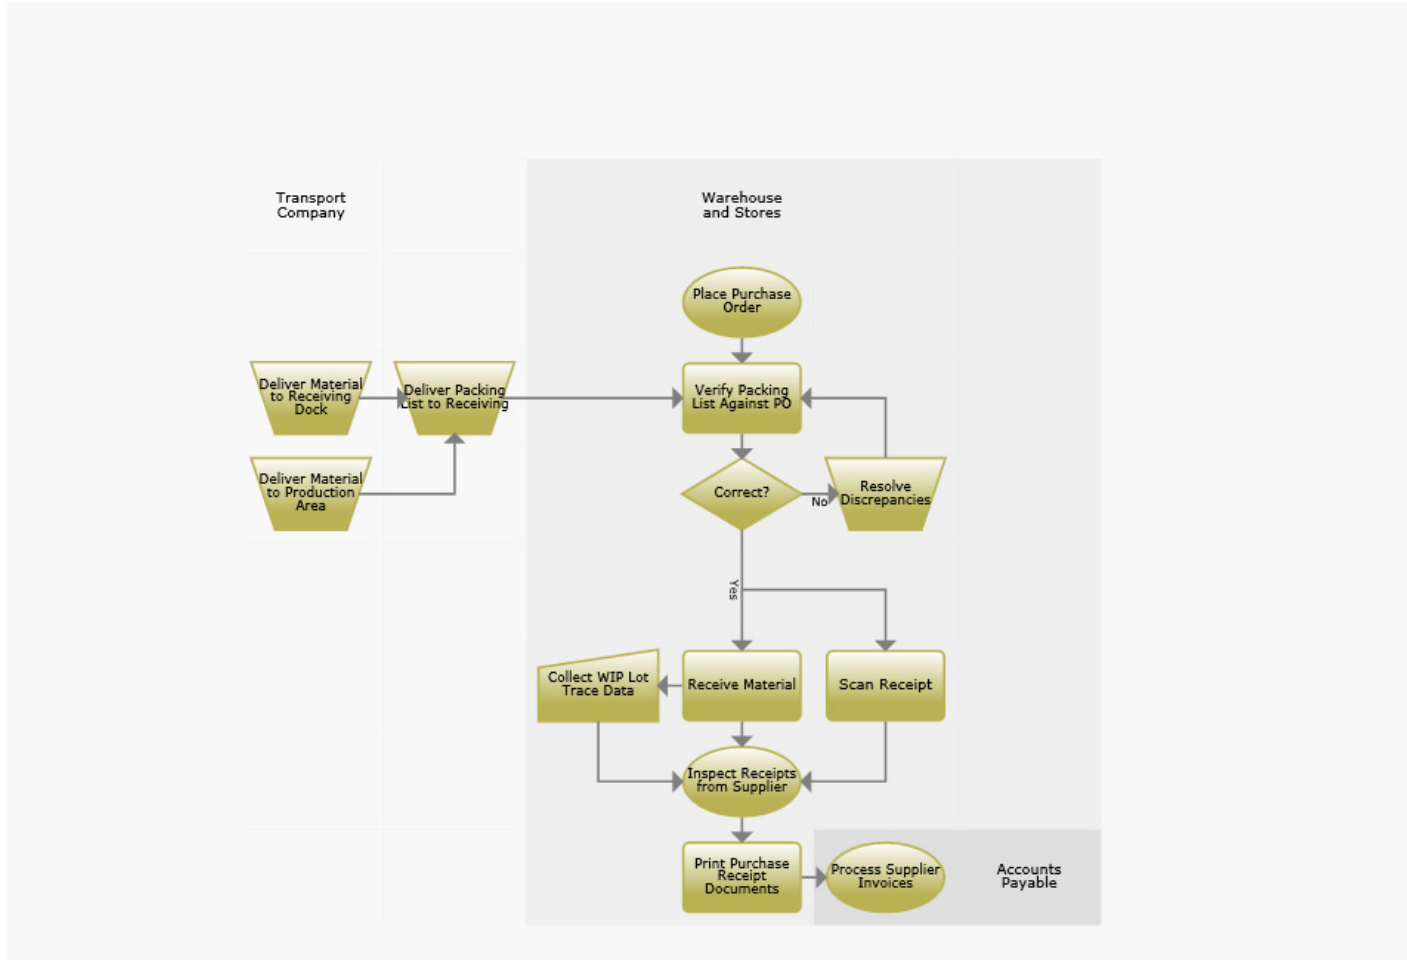 Transport
Company
Warehouse
and Stores
Place Purchase
Order
Deliver Material
to Receiving
Dock
Deliver Packing
List to Receiving
Verify Packing
List Against PO
Deliver Material
to Production
Area
Correct?
No
Resolve
Discrepancies
Yes
Collect WIP Lot
Trace Data
Receive Material
Scan Receipt
Inspect Receipts
from Supplier
Print Purchase
Receipt
Documents
Process Supplier
Invoices
Accounts
Payable